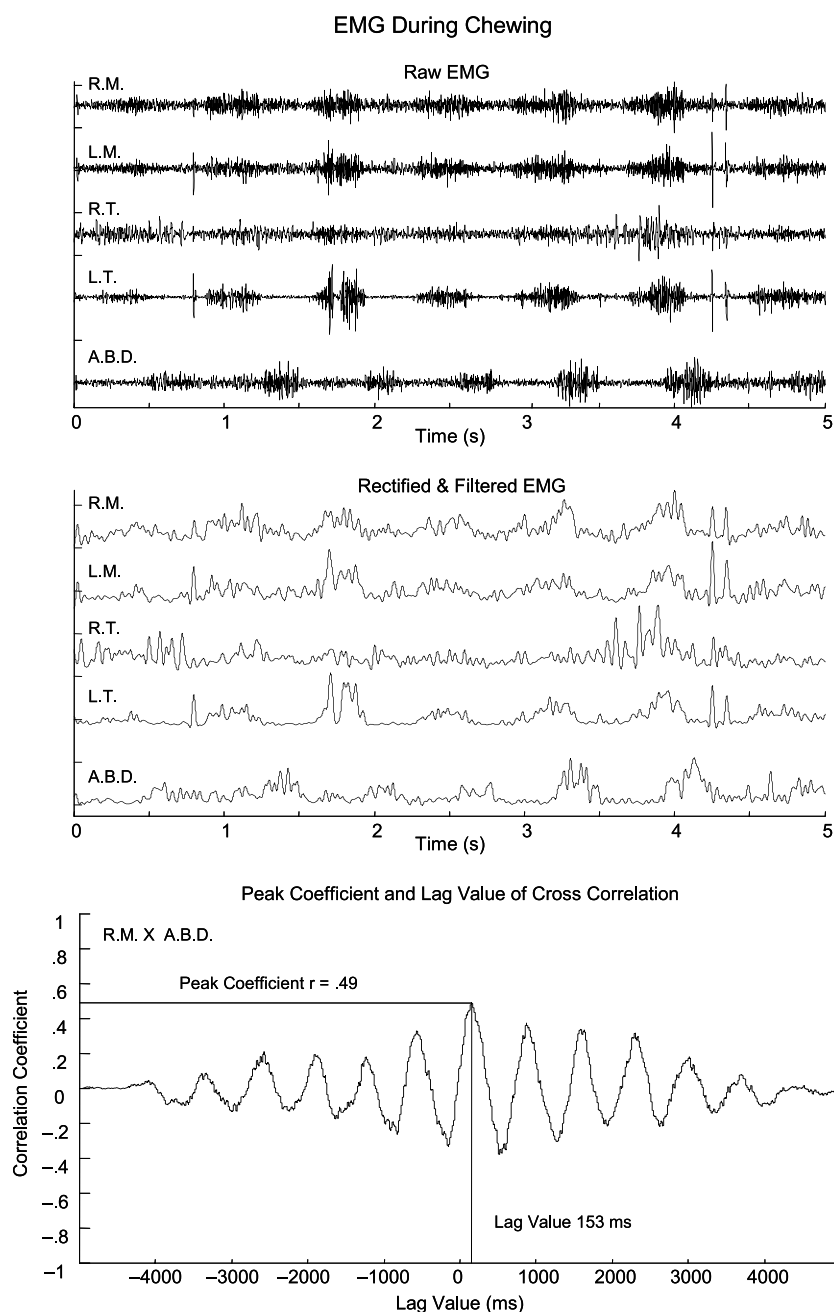 EMG During Chewing
Raw EMG
R.M.
L.M.
R.T.
L.T.
A.B.D.
0 1 2 3 4 5
Time (s)
Rectified & Filtered EMG
R.M.
L.M.
R.T.
L.T.
A.B.D.
0 1 2 3 4 5
Time (s)
Peak Coefficient and Lag Value of Cross Correlation
R.M. X A.B.D.
Peak Coefficient r = .49
Correlation Coefficient
1
.8
.6
.4
.2
0
–.2
–.4
–.6
–.8
–1
Lag Value 153 ms
–4000 –3000 –2000 –1000 0 1000 2000 3000 4000
Lag Value (ms)